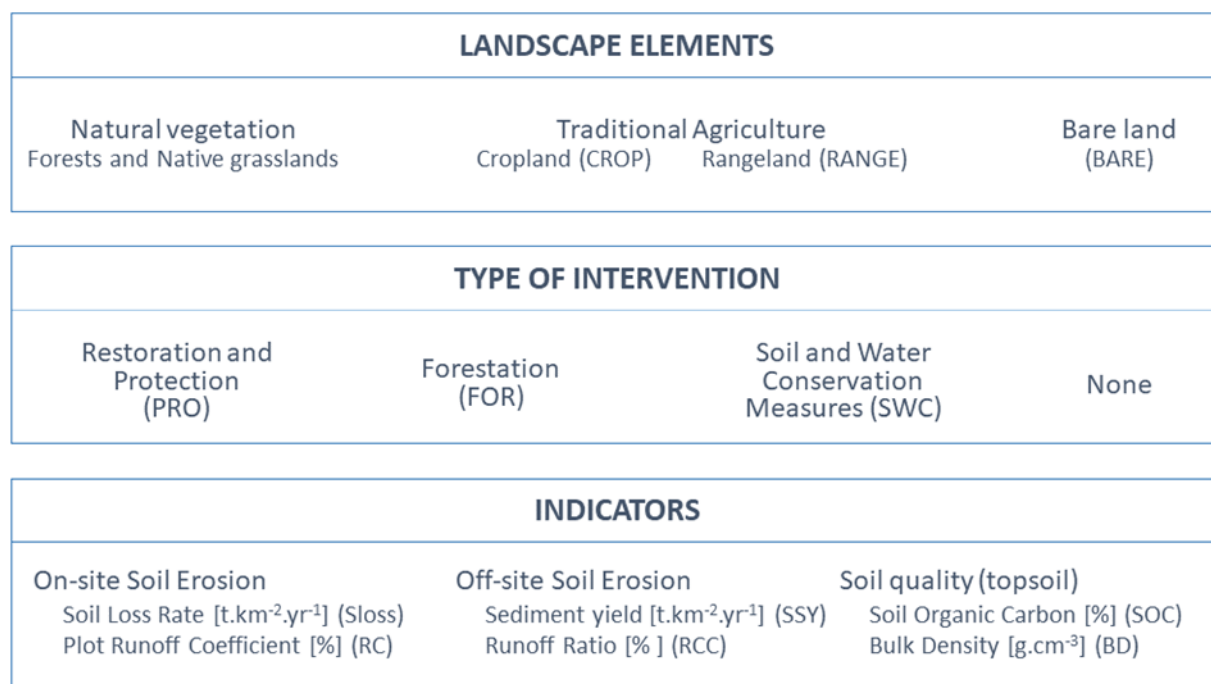 LANDSCAPE ELEMENTS
Natural vegetation
Forests and Native grasslands
Traditional Agriculture
Cropland (CROP) Rangeland (RANGE)
Bare land
(BARE)
TYPE OF INTERVENTION
Restoration and
Protection
(PRO)
Forestation
(FOR)
Soil and Water
Conservation
Measures (SWC)
None
INDICATORS
On-site Soil Erosion
Soil Loss Rate [t.km⁻².yr⁻¹] (Sloss)
Plot Runoff Coefficient [%] (RC)
Off-site Soil Erosion
Sediment yield [t.km⁻².yr⁻¹] (SSY)
Runoff Ratio [% ] (RCC)
Soil quality (topsoil)
Soil Organic Carbon [%] (SOC)
Bulk Density [g.cm⁻³] (BD)